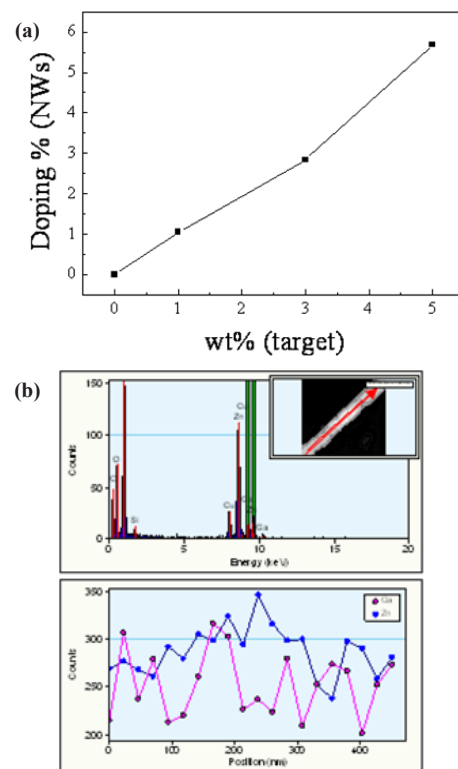 (a)
6
5
4
3
2
1
0
Doping % (NWs)
0 1 2 3 4 5
wt% (target)
(b)
150
100
50
0
Counts
O
Si
Zn
Ga
0 5 10 15 20
Energy (keV)
350
300
250
200
Counts
Ga
Zn
0 100 200 300 400
Position (nm)